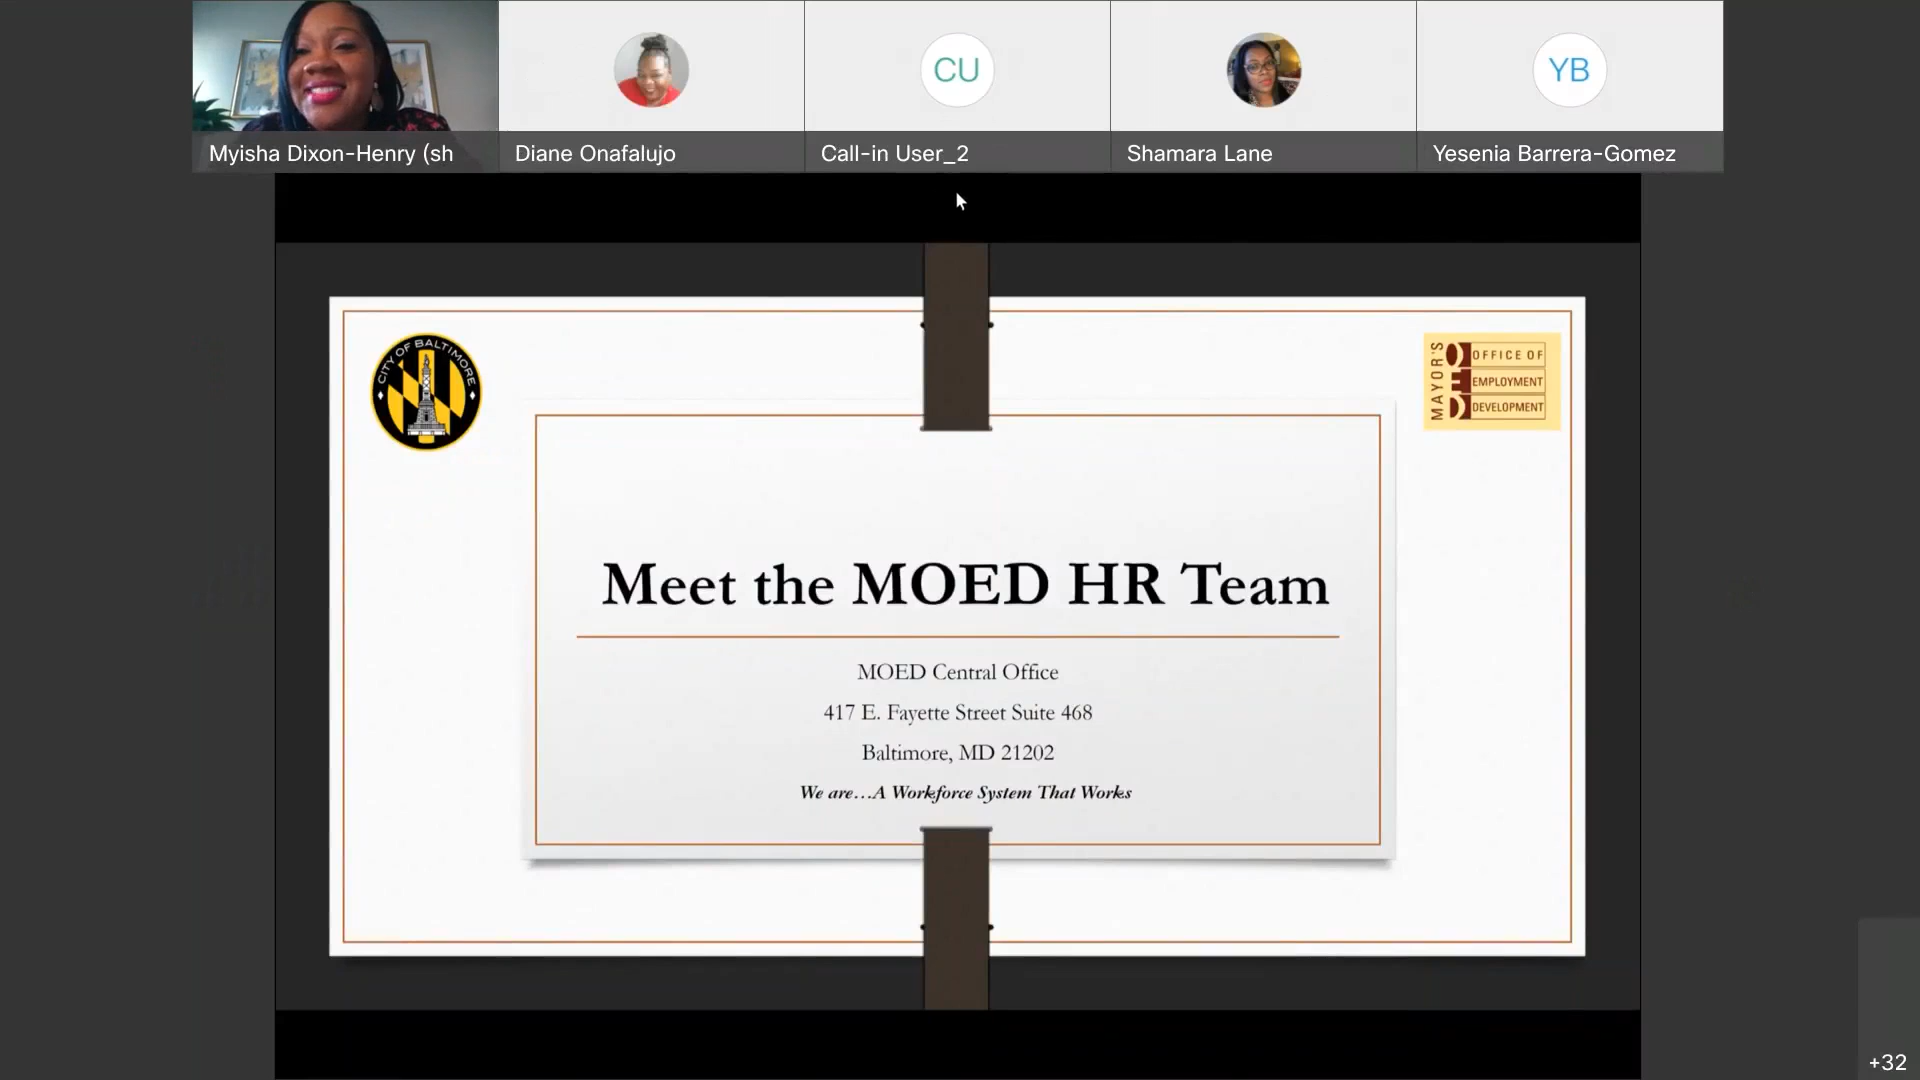 Myisha Dixon-Henry (sh
Diane Onafalujo
CU
Call-in User_2
Shamara Lane
YB
Yesenia Barrera-Gomez
CITY OF BALTIMORE
MAYOR'S
OED
OFFICE OF
EMPLOYMENT
DEVELOPMENT
Meet the MOED HR Team
MOED Central Office
417 E. Fayette Street Suite 468
Baltimore, MD 21202
We are…A Workforce System That Works
+32